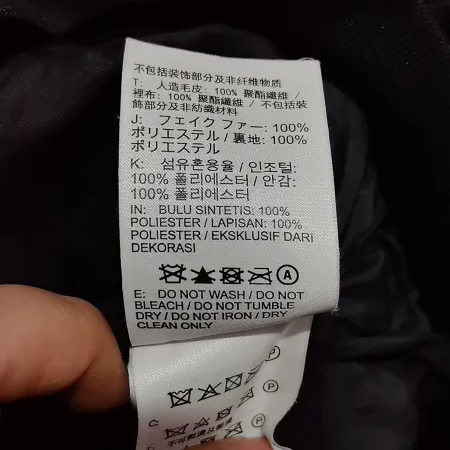 不包括装饰部分及非纤维物质
T: 人造毛皮: 100% 聚酯纖維 /
裡布: 100% 聚酯纖維 / 不包括裝
飾部分及非紡織材料
J: フェイク ファー: 100%
ポリエステル / 裏地: 100%
ポリエステル
K: 섬유혼용율 / 인조털:
100% 폴리에스터 / 안감:
100% 폴리에스터
IN: BULU SINTETIS: 100%
POLIESTER / LAPISAN: 100%
POLIESTER / EKSKLUSIF DARI
DEKORASI
A
E: DO NOT WASH / DO NOT
BLEACH / DO NOT TUMBLE
DRY / DO NOT IRON / DRY
CLEAN ONLY
P
P
C: